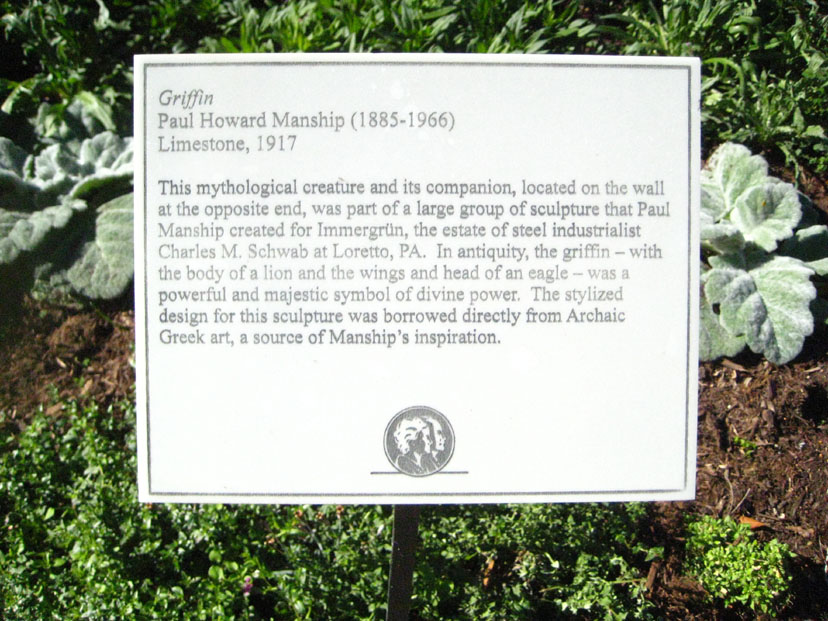 Griffin
Paul Howard Manship (1885-1966)
Limestone, 1917
This mythological creature and its companion, located on the wall
at the opposite end, was part of a large group of sculpture that Paul
Manship created for Immergrün, the estate of steel industrialist
Charles M. Schwab at Loretto, PA. In antiquity, the griffin – with
the body of a lion and the wings and head of an eagle – was a
powerful and majestic symbol of divine power. The stylized
design for this sculpture was borrowed directly from Archaic
Greek art, a source of Manship's inspiration.